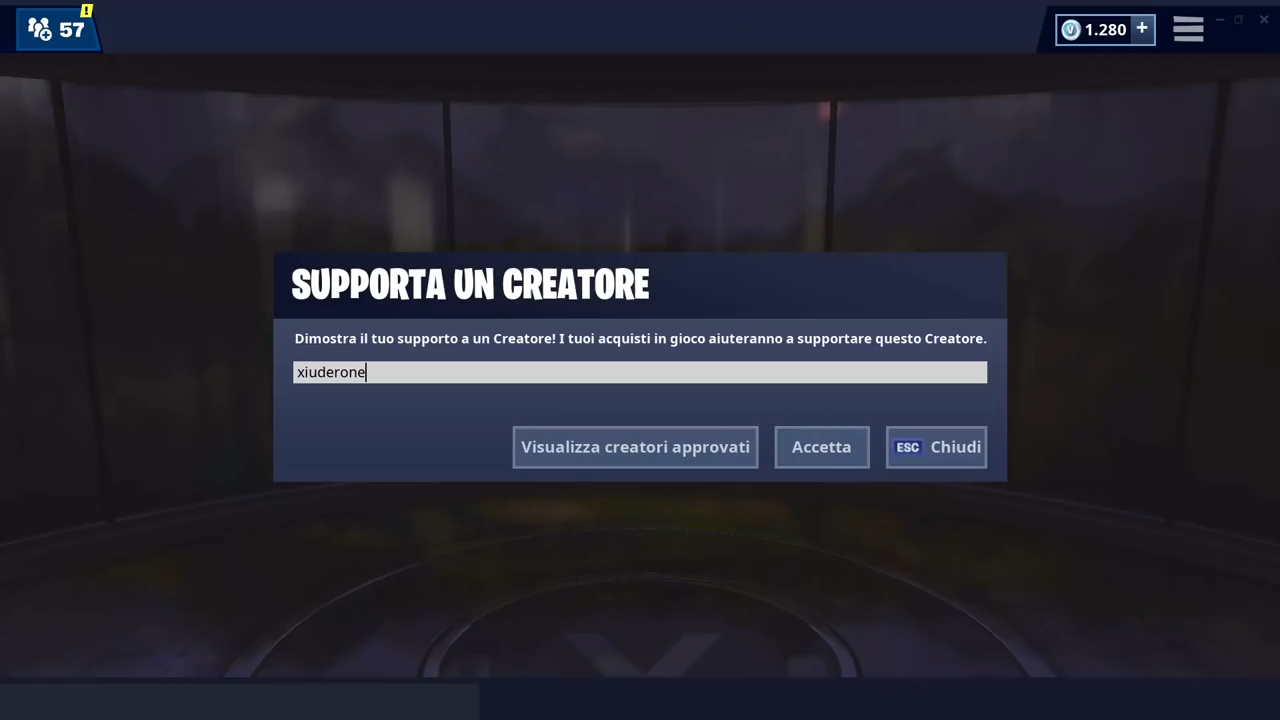 57
!
1.280 +
SUPPORTA UN CREATORE
Dimostra il tuo supporto a un Creatore! I tuoi acquisti in gioco aiuteranno a supportare questo Creatore.
xiuderone
Visualizza creatori approvati
Accetta
ESC Chiudi